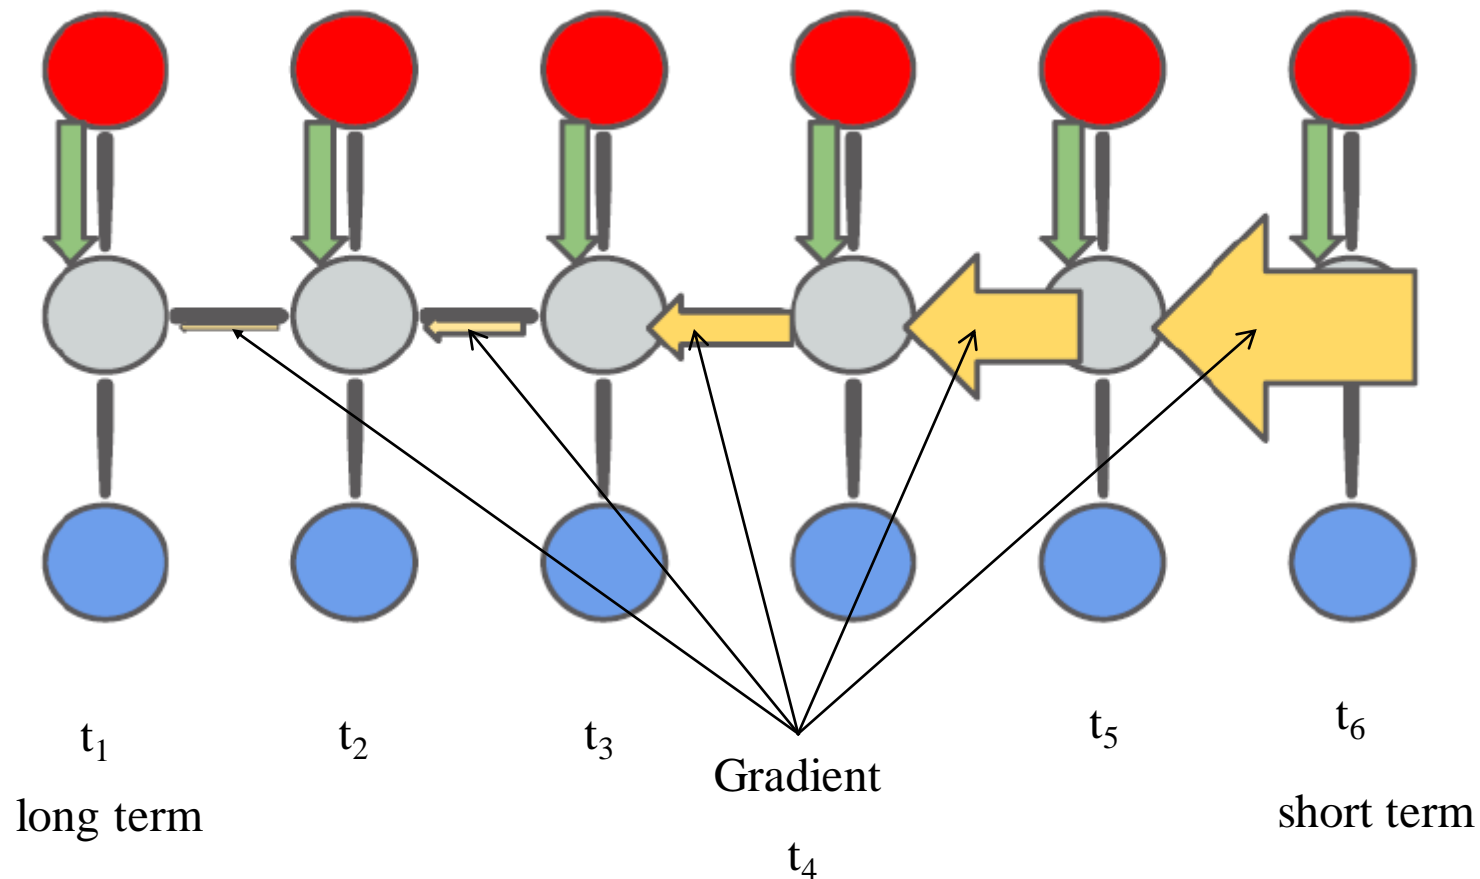 t₁ t₂ t₃ t₅ t₆
Gradient
long term short term
t₄